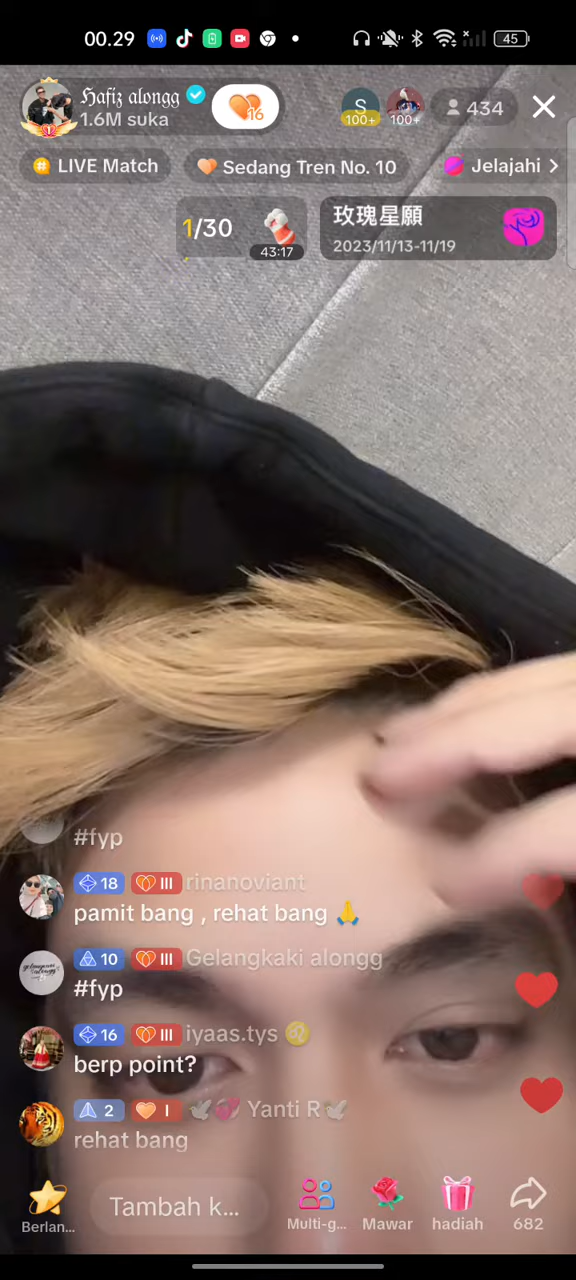 00.29
45
ℌafiz alongg
1.6M suka
16
S
100+
100+
434
LIVE Match
Sedang Tren No. 10
Jelajahi
1/30
43:17
玫瑰星願
2023/11/13-11/19
#fyp
18 III rinanoviant
pamit bang , rehat bang 🙏
10 III Gelangkaki alongg
#fyp
16 III iyaas.tys ♌
berp point?
2 I 🕊💞 Yanti R🕊
rehat bang
Berlan...
Tambah k...
Multi-g...
Mawar
hadiah
682